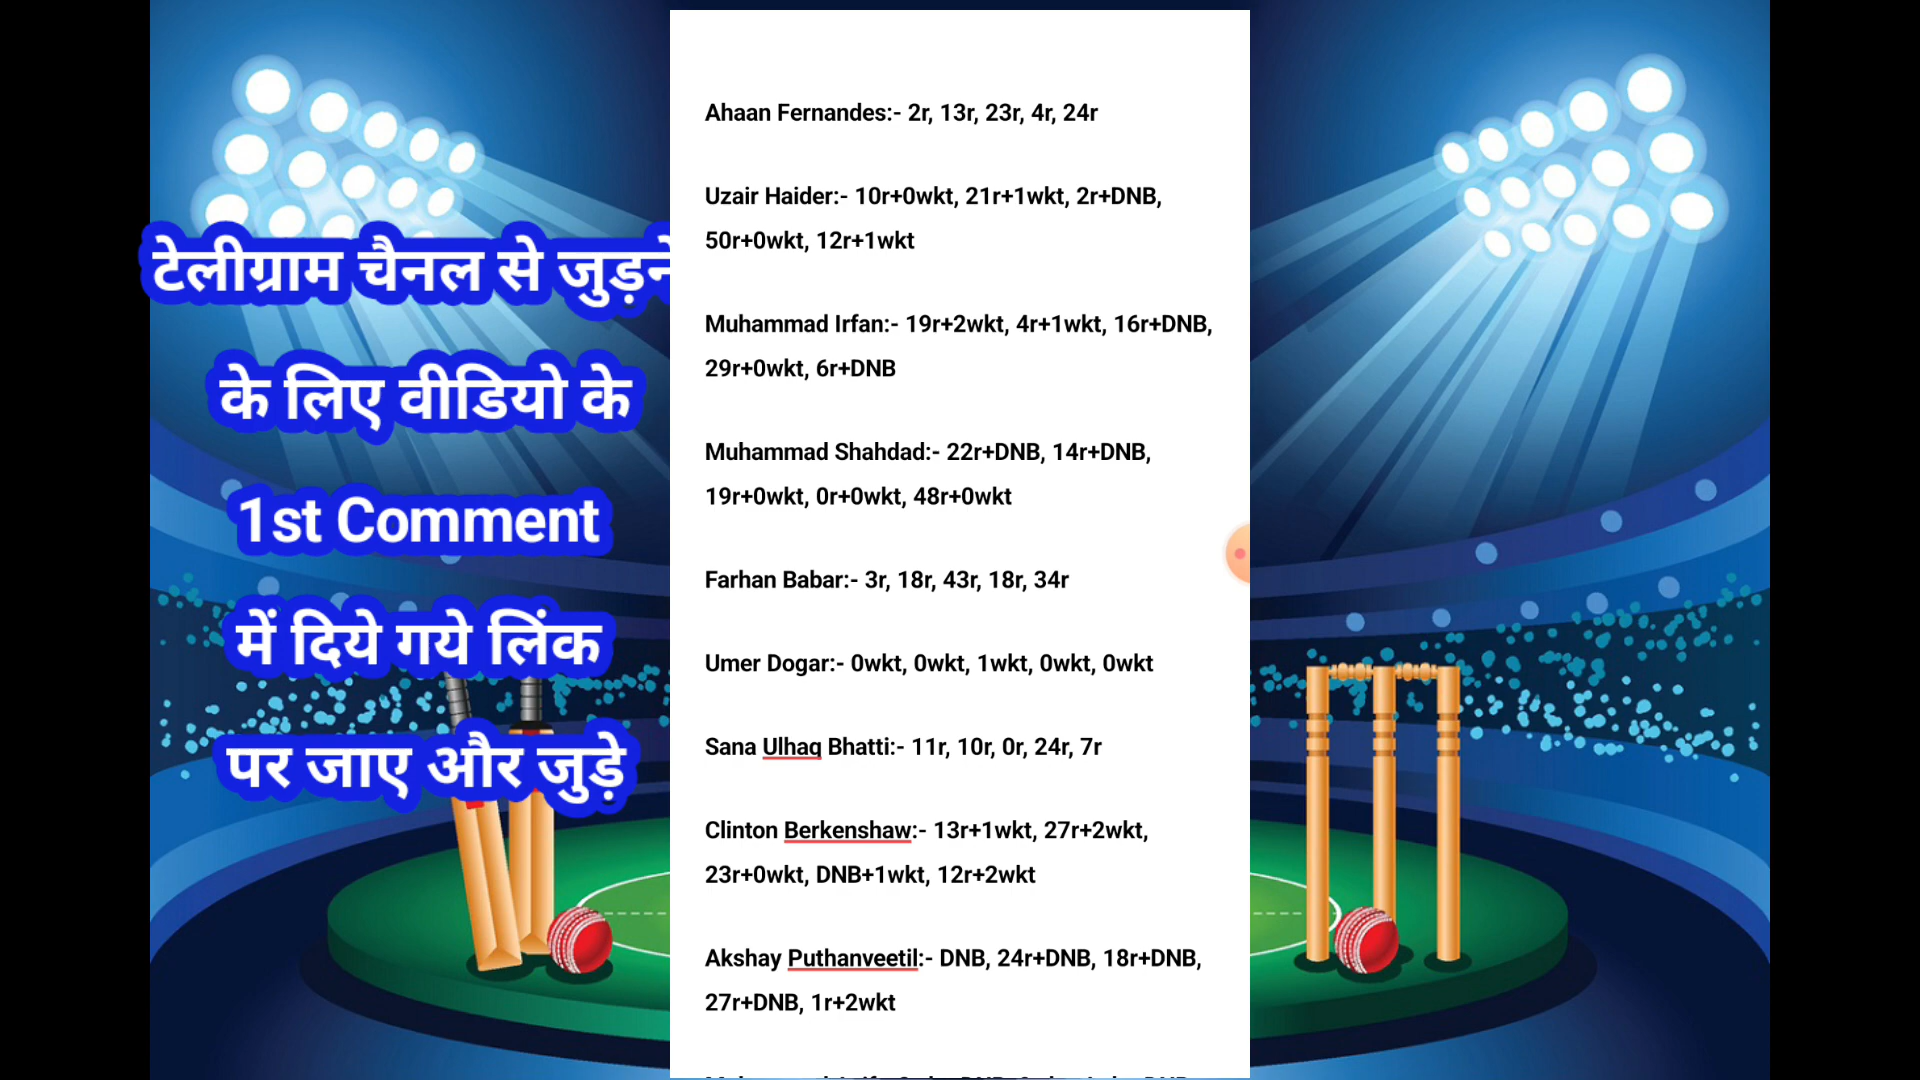 टेलीग्राम चैनल से जुड़ने
के लिए वीडियो के
1st Comment
में दिये गये लिंक
पर जाए और जुड़े
Ahaan Fernandes:- 2r, 13r, 23r, 4r, 24r
Uzair Haider:- 10r+0wkt, 21r+1wkt, 2r+DNB,
50r+0wkt, 12r+1wkt
Muhammad Irfan:- 19r+2wkt, 4r+1wkt, 16r+DNB,
29r+0wkt, 6r+DNB
Muhammad Shahdad:- 22r+DNB, 14r+DNB,
19r+0wkt, 0r+0wkt, 48r+0wkt
Farhan Babar:- 3r, 18r, 43r, 18r, 34r
Umer Dogar:- 0wkt, 0wkt, 1wkt, 0wkt, 0wkt
Sana Ulhaq Bhatti:- 11r, 10r, 0r, 24r, 7r
Clinton Berkenshaw:- 13r+1wkt, 27r+2wkt,
23r+0wkt, DNB+1wkt, 12r+2wkt
Akshay Puthanveetil:- DNB, 24r+DNB, 18r+DNB,
27r+DNB, 1r+2wkt